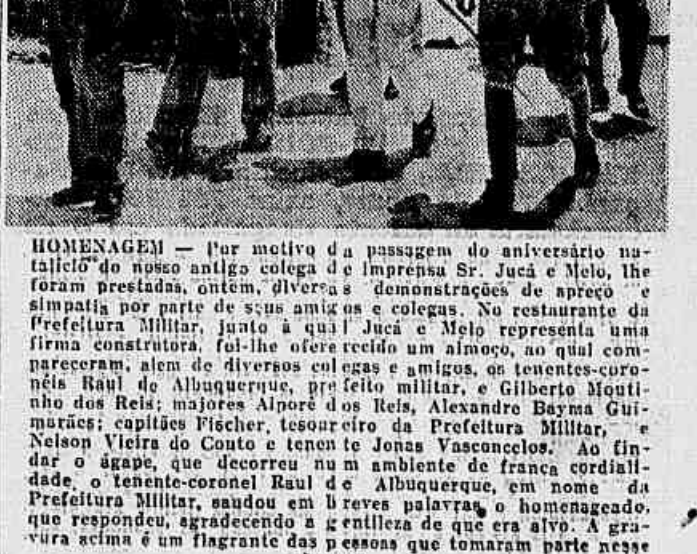 HOMENAGEM — Por motivo da passagem do aniversário na-
talicio do nosso antigo colega de imprensa Sr. Jucá e Melo, lhe
foram prestadas, ontem, diversas demonstrações de apreço e
simpatia por parte de seus amigos e colegas. No restaurante da
Prefeitura Militar, junto à qual Jucá e Melo representa uma
firma construtora, foi-lhe oferecido um almoço, ao qual com-
pareceram, alem de diversos colegas e amigos, os tenentes-coro-
néis Raul de Albuquerque, prefeito militar, e Gilberto Mouti-
nho dos Reis; majores Alporé dos Reis, Alexandre Bayma Gui-
marães; capitães Fischer, tesoureiro da Prefeitura Militar, e
Nelson Vieira do Couto e tenente Jonas Vasconcelos. Ao fin-
dar o ágape, que decorreu num ambiente de franca cordiali-
dade, o tenente-coronel Raul de Albuquerque, em nome da
Prefeitura Militar, saudou em breves palavras o homenageado,
que respondeu, agradecendo a gentileza de que era alvo. A gra-
vura acima é um flagrante das pessoas que tomaram parte nesse